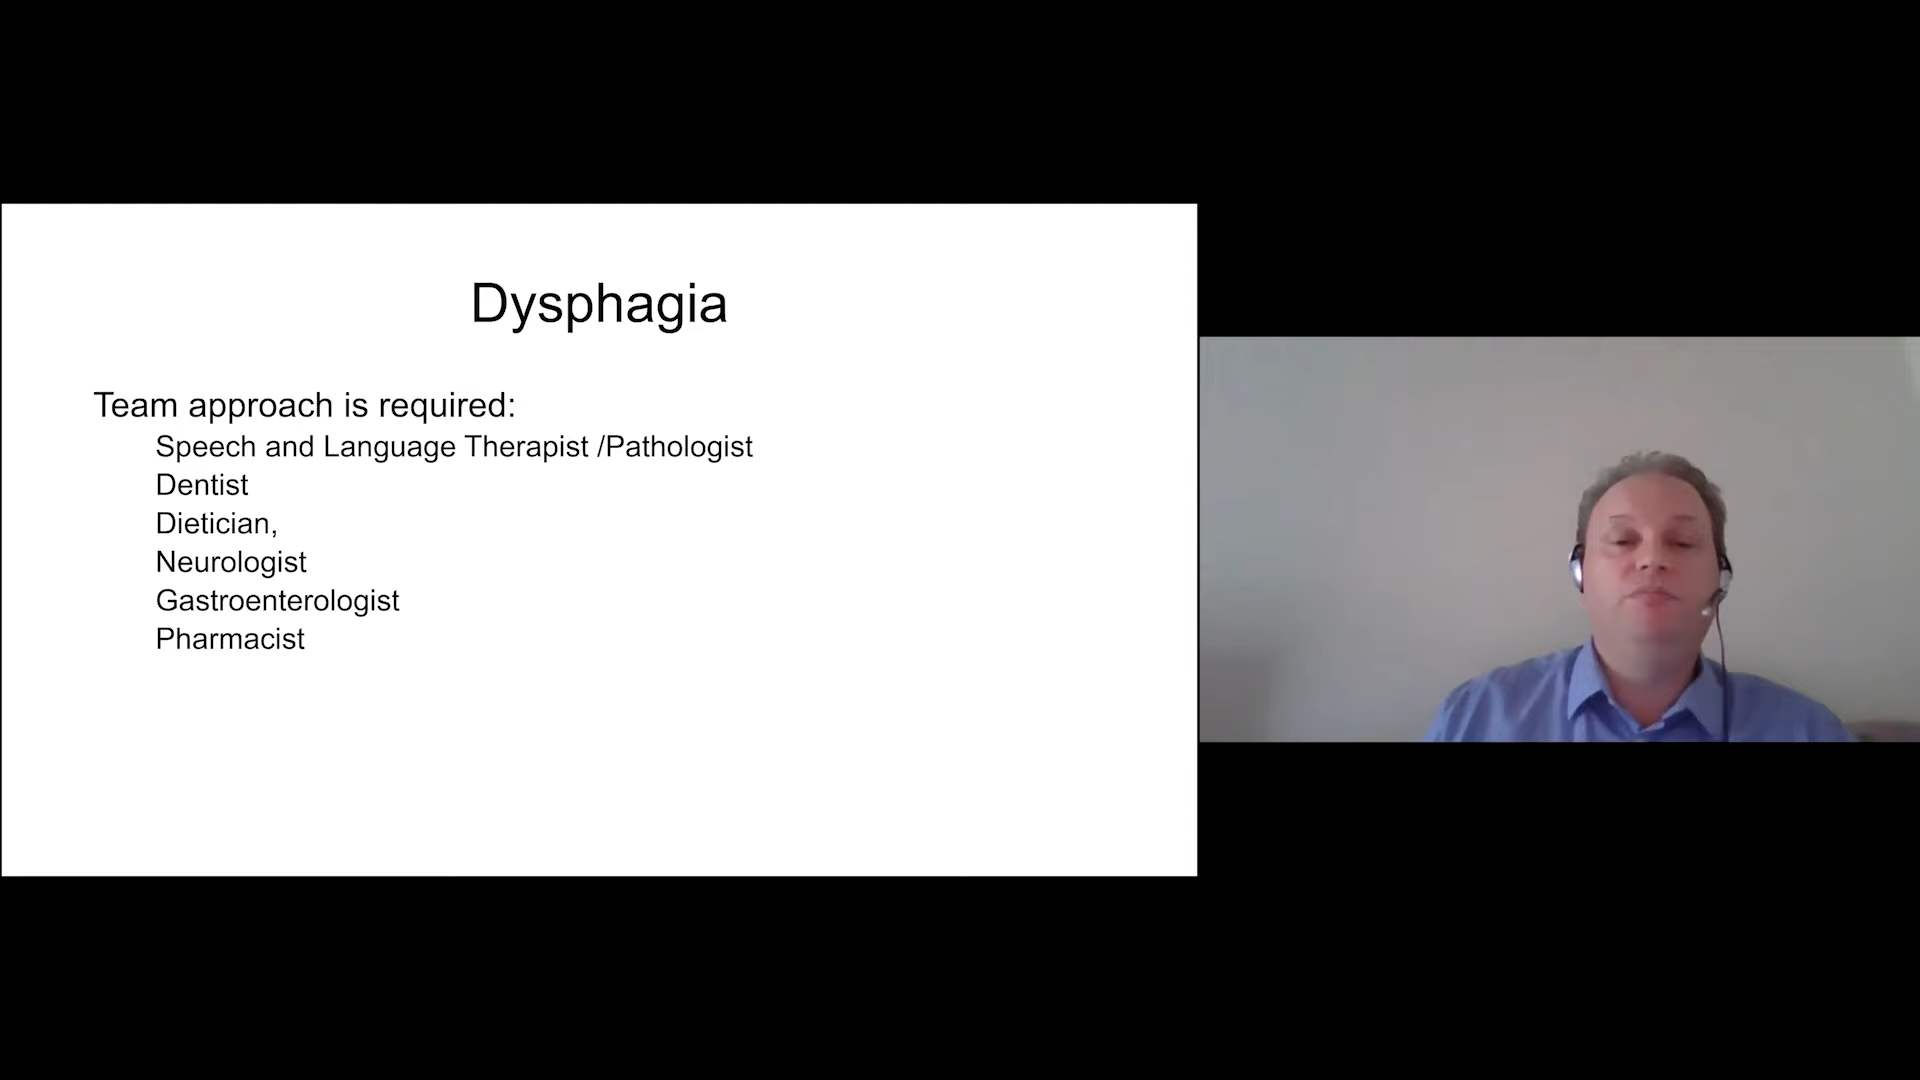 Dysphagia
Team approach is required:
Speech and Language Therapist /Pathologist
Dentist
Dietician,
Neurologist
Gastroenterologist
Pharmacist